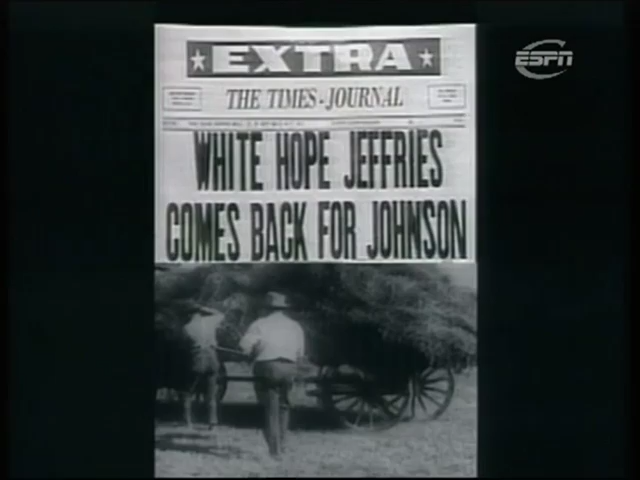 EXTRA
ESPN
THE TIMES-JOURNAL
WHITE HOPE JEFFRIES
COMES BACK FOR JOHNSON